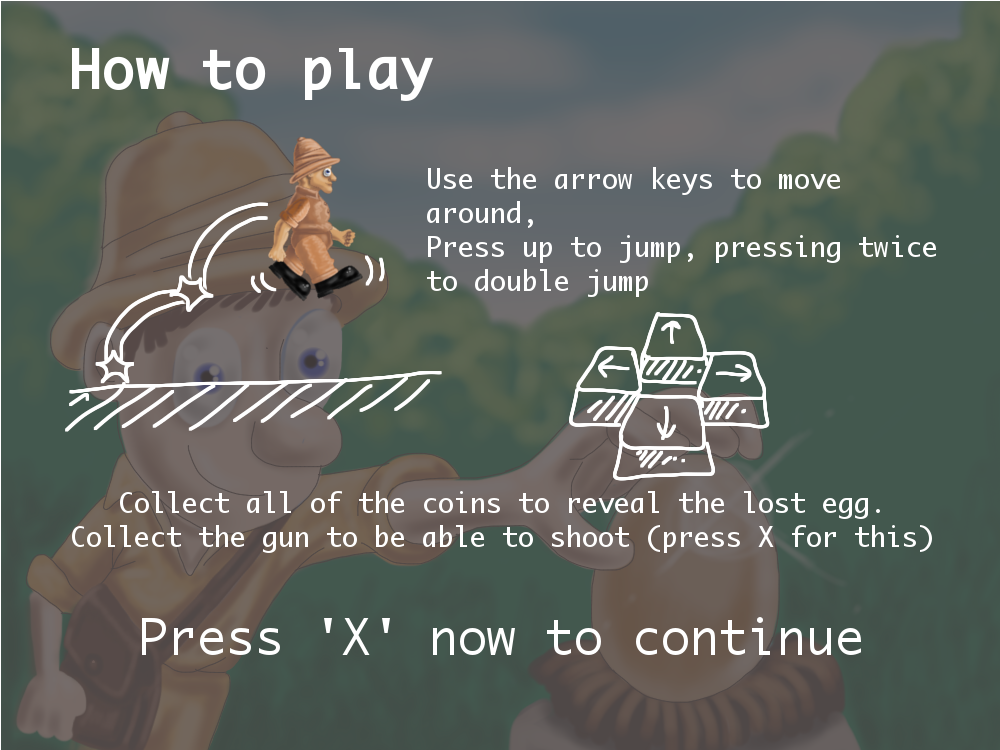 How to play
Use the arrow keys to move
around,
Press up to jump, pressing twice
to double jump
Collect all of the coins to reveal the lost egg.
Collect the gun to be able to shoot (press X for this)
Press 'X' now to continue